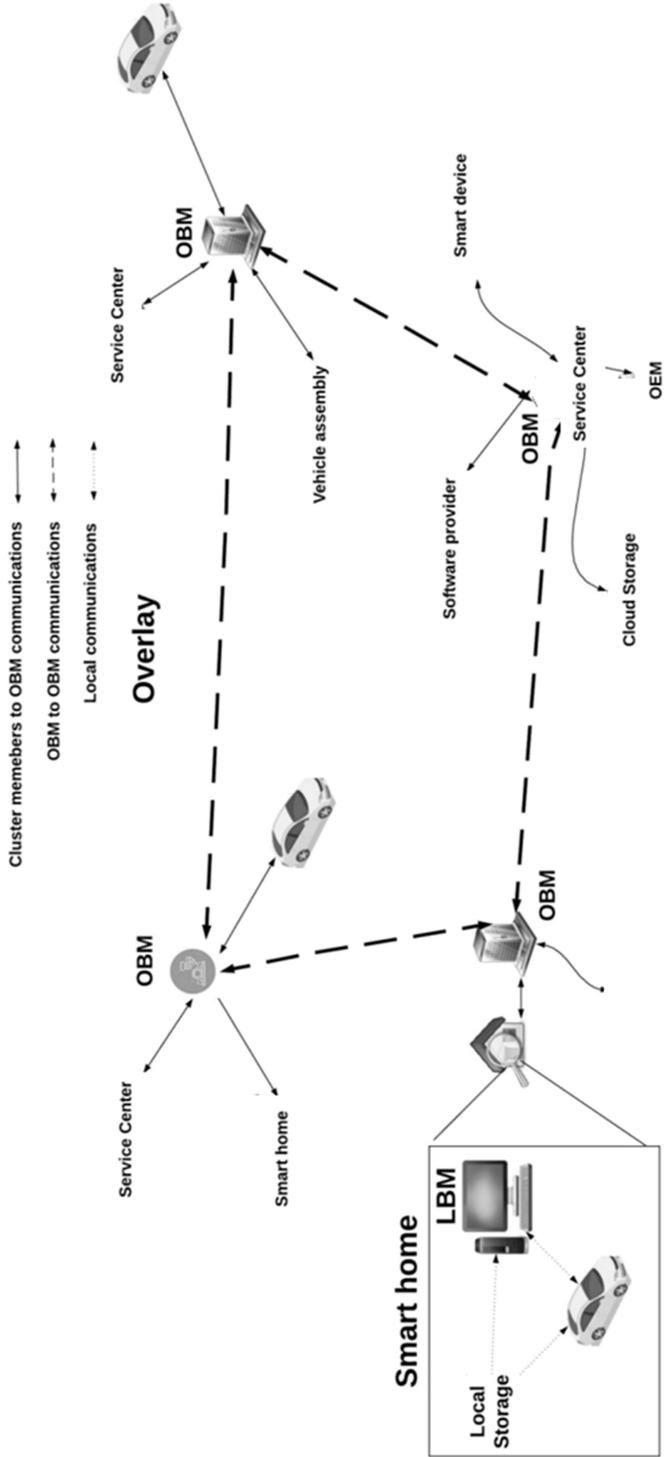 Cluster memebers to OBM communications
OBM to OBM communications
Local communications
Overlay
Service Center
OBM
Smart home
OBM
Service Center
Vehicle assembly
Smart device
Software provider
OBM
Service Center
OEM
Cloud Storage
OBM
Smart home
LBM
Local
Storage